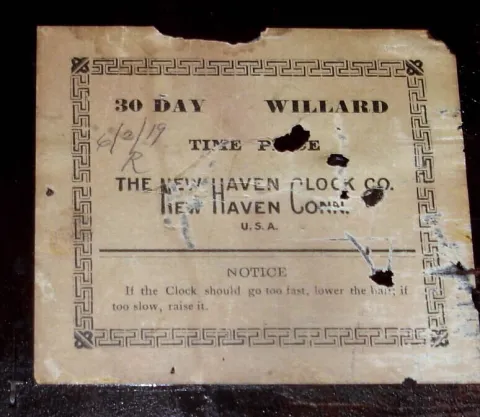 30 DAY WILLARD
6/2/19
TIME PIECE
R
THE NEW HAVEN CLOCK CO.
NEW HAVEN CONN.
U.S.A.
NOTICE
If the Clock should go too fast, lower the ball; if
too slow, raise it.